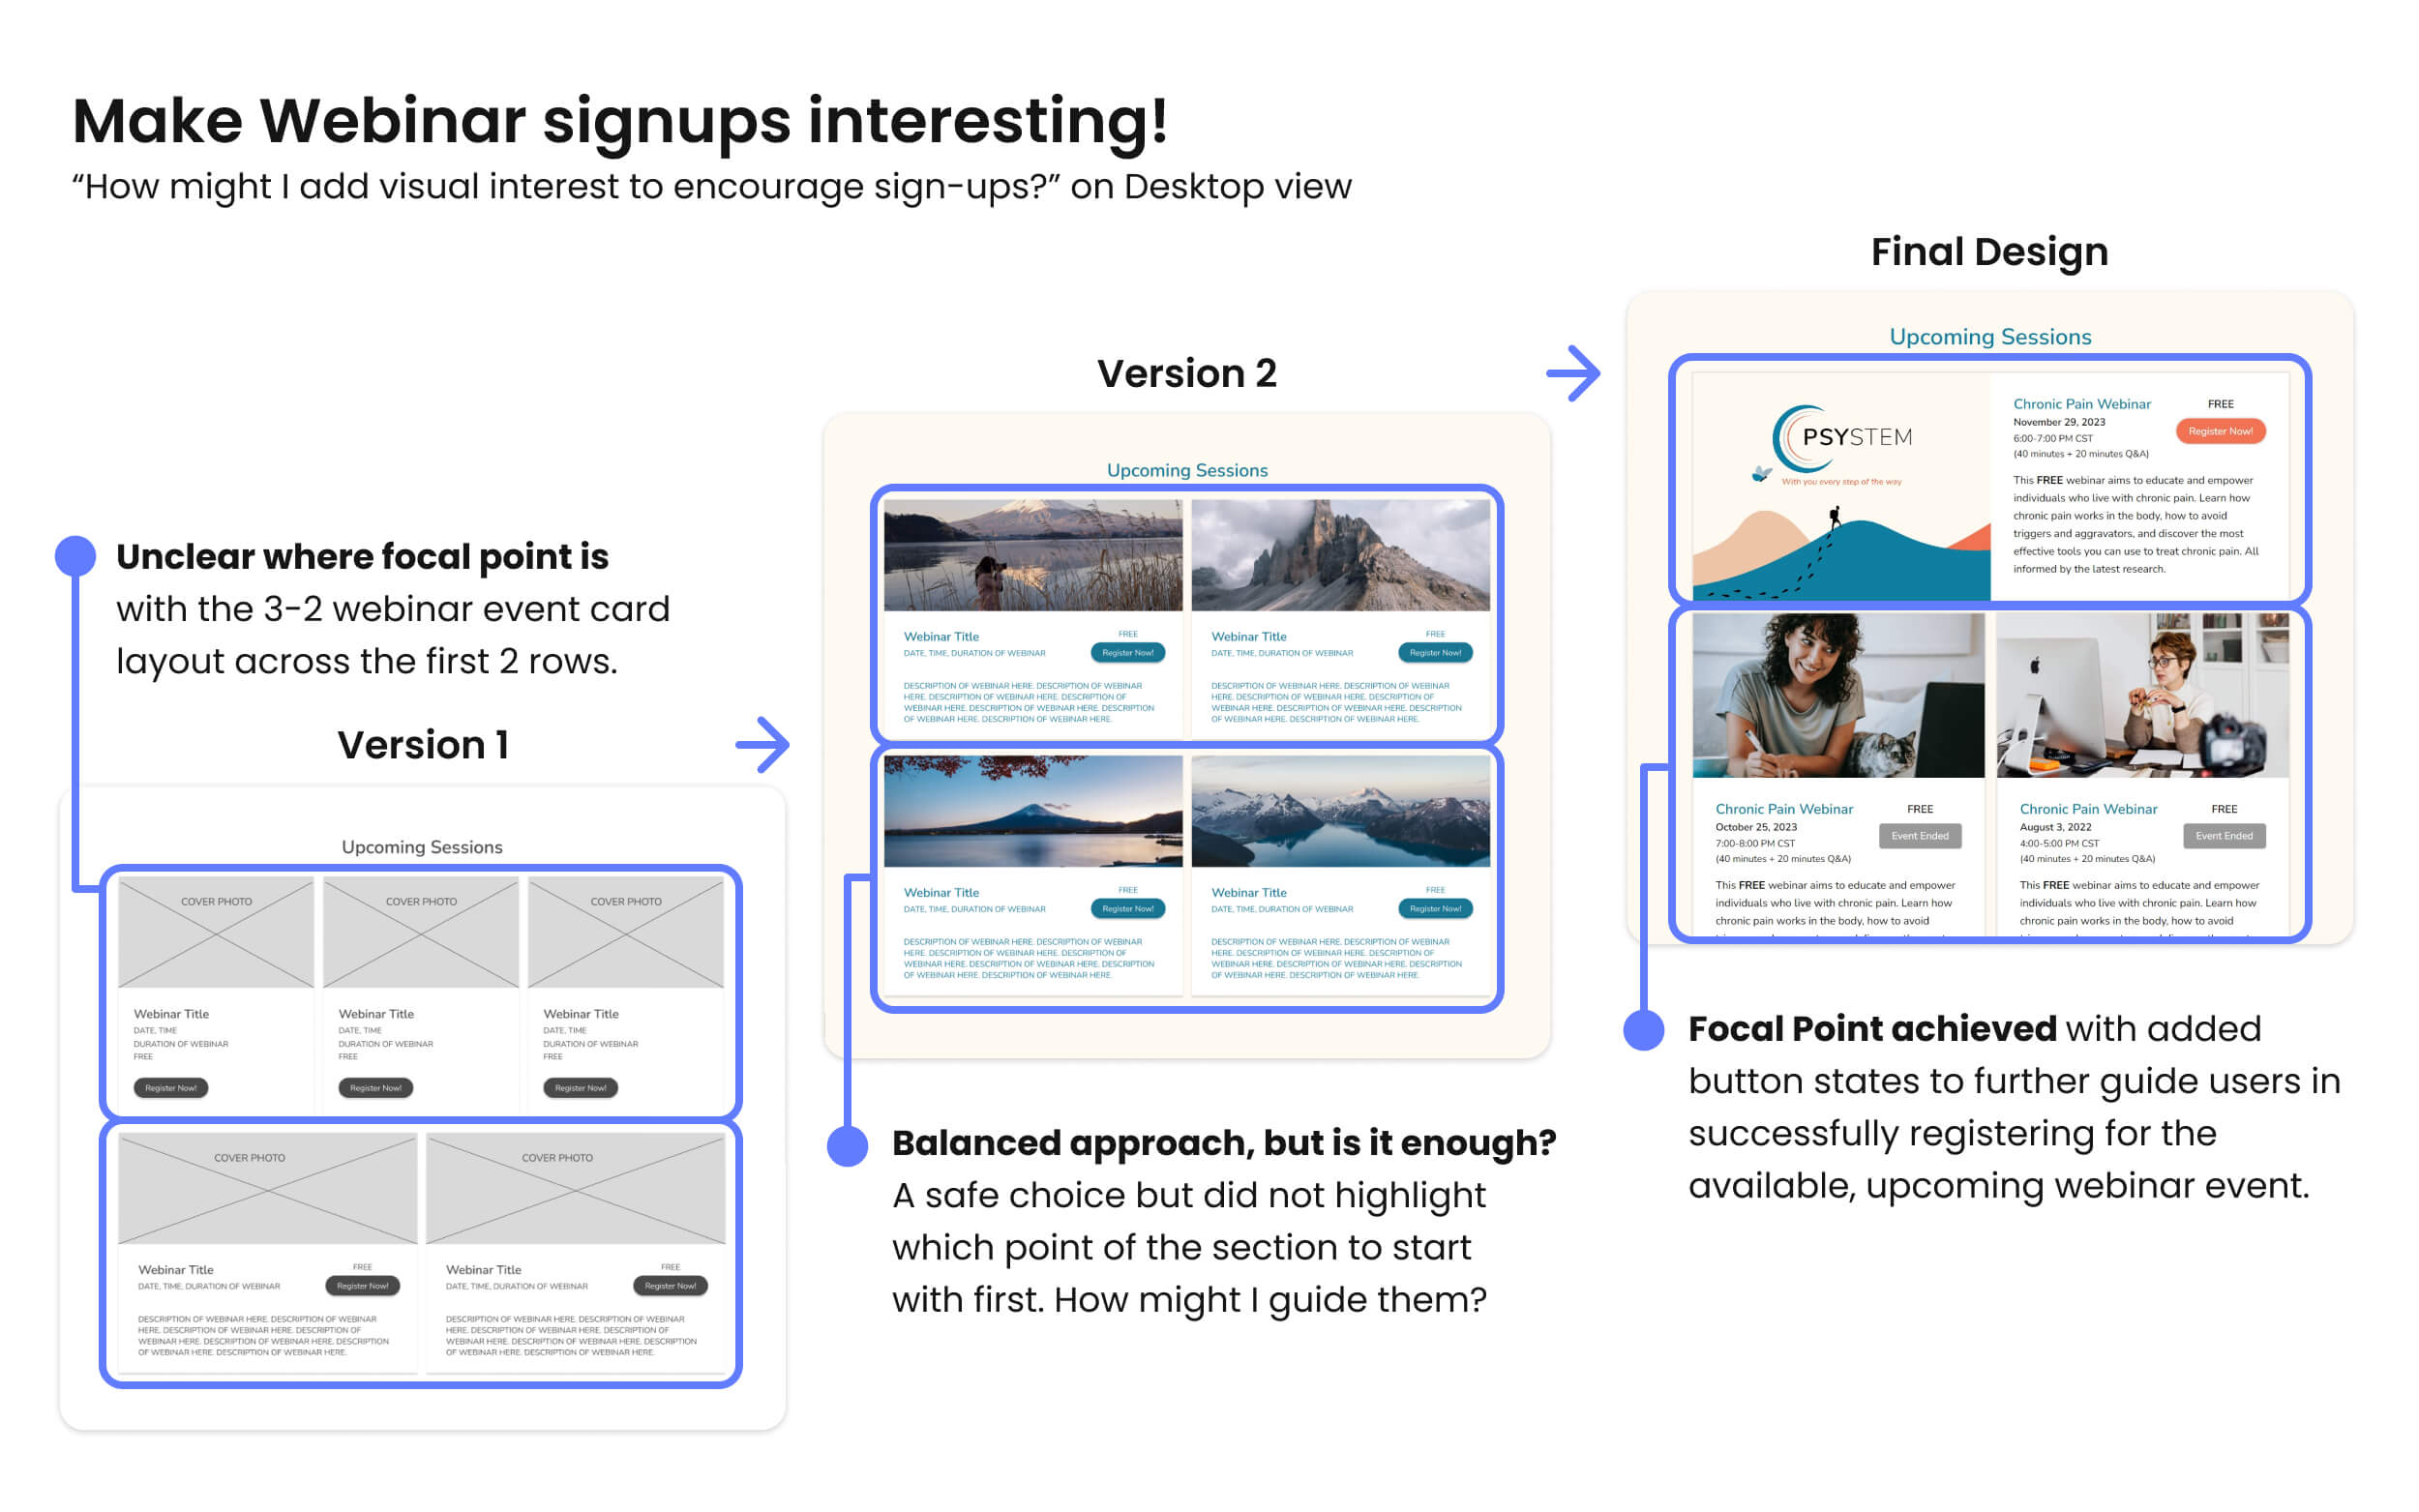 Make Webinar signups interesting!
“How might I add visual interest to encourage sign-ups?” on Desktop view
Unclear where focal point is
with the 3-2 webinar event card
layout across the first 2 rows.
Version 1
Upcoming Sessions
COVER PHOTO
COVER PHOTO
COVER PHOTO
Webinar Title
DATE, TIME
DURATION OF WEBINAR
FREE
Register Now!
Webinar Title
DATE, TIME
DURATION OF WEBINAR
FREE
Register Now!
Webinar Title
DATE, TIME
DURATION OF WEBINAR
FREE
Register Now!
COVER PHOTO
COVER PHOTO
Webinar Title
DATE, TIME, DURATION OF WEBINAR
FREE
Register Now!
DESCRIPTION OF WEBINAR HERE. DESCRIPTION OF WEBINAR
HERE. DESCRIPTION OF WEBINAR HERE. DESCRIPTION OF
WEBINAR HERE. DESCRIPTION OF WEBINAR HERE. DESCRIPTION
OF WEBINAR HERE. DESCRIPTION OF WEBINAR HERE.
Webinar Title
DATE, TIME, DURATION OF WEBINAR
FREE
Register Now!
DESCRIPTION OF WEBINAR HERE. DESCRIPTION OF WEBINAR
HERE. DESCRIPTION OF WEBINAR HERE. DESCRIPTION OF
WEBINAR HERE. DESCRIPTION OF WEBINAR HERE. DESCRIPTION
OF WEBINAR HERE. DESCRIPTION OF WEBINAR HERE.
Version 2
Upcoming Sessions
Webinar Title
DATE, TIME, DURATION OF WEBINAR
FREE
Register Now!
DESCRIPTION OF WEBINAR HERE. DESCRIPTION OF WEBINAR
HERE. DESCRIPTION OF WEBINAR HERE. DESCRIPTION OF
WEBINAR HERE. DESCRIPTION OF WEBINAR HERE. DESCRIPTION
OF WEBINAR HERE. DESCRIPTION OF WEBINAR HERE.
Webinar Title
DATE, TIME, DURATION OF WEBINAR
FREE
Register Now!
DESCRIPTION OF WEBINAR HERE. DESCRIPTION OF WEBINAR
HERE. DESCRIPTION OF WEBINAR HERE. DESCRIPTION OF
WEBINAR HERE. DESCRIPTION OF WEBINAR HERE. DESCRIPTION
OF WEBINAR HERE. DESCRIPTION OF WEBINAR HERE.
Webinar Title
DATE, TIME, DURATION OF WEBINAR
FREE
Register Now!
DESCRIPTION OF WEBINAR HERE. DESCRIPTION OF WEBINAR
HERE. DESCRIPTION OF WEBINAR HERE. DESCRIPTION OF
WEBINAR HERE. DESCRIPTION OF WEBINAR HERE. DESCRIPTION
OF WEBINAR HERE. DESCRIPTION OF WEBINAR HERE.
Webinar Title
DATE, TIME, DURATION OF WEBINAR
FREE
Register Now!
DESCRIPTION OF WEBINAR HERE. DESCRIPTION OF WEBINAR
HERE. DESCRIPTION OF WEBINAR HERE. DESCRIPTION OF
WEBINAR HERE. DESCRIPTION OF WEBINAR HERE. DESCRIPTION
OF WEBINAR HERE. DESCRIPTION OF WEBINAR HERE.
Balanced approach, but is it enough?
A safe choice but did not highlight
which point of the section to start
with first. How might I guide them?
Final Design
Upcoming Sessions
PSYSTEM
With you every step of the way
Chronic Pain Webinar
November 29, 2023
6:00-7:00 PM CST
(40 minutes + 20 minutes Q&A)
FREE
Register Now!
This FREE webinar aims to educate and empower
individuals who live with chronic pain. Learn how
chronic pain works in the body, how to avoid
triggers and aggravators, and discover the most
effective tools you can use to treat chronic pain. All
informed by the latest research.
Chronic Pain Webinar
October 25, 2023
7:00-8:00 PM CST
(40 minutes + 20 minutes Q&A)
FREE
Event Ended
This FREE webinar aims to educate and empower
individuals who live with chronic pain. Learn how
chronic pain works in the body, how to avoid
Chronic Pain Webinar
August 3, 2022
4:00-5:00 PM CST
(40 minutes + 20 minutes Q&A)
FREE
Event Ended
This FREE webinar aims to educate and empower
individuals who live with chronic pain. Learn how
chronic pain works in the body, how to avoid
Focal Point achieved with added
button states to further guide users in
successfully registering for the
available, upcoming webinar event.